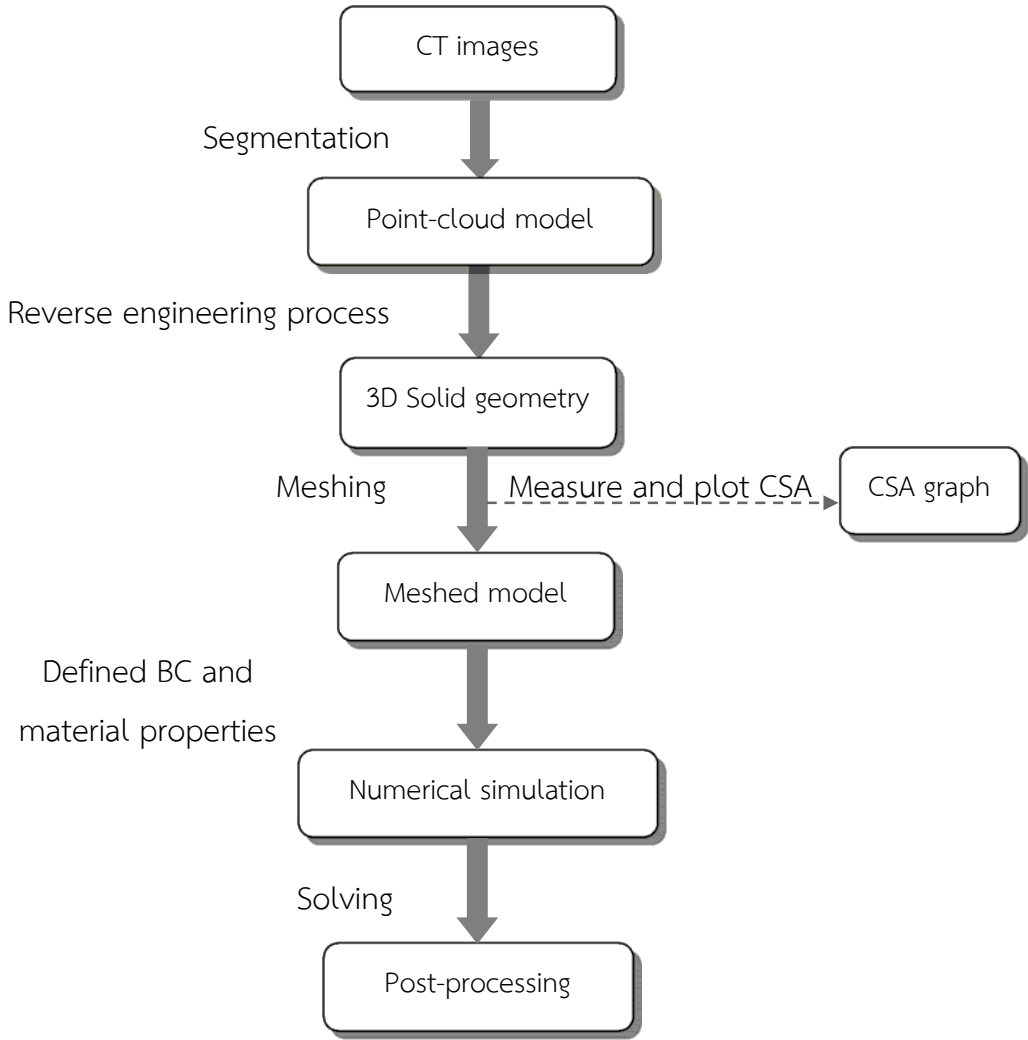 CT images
Segmentation
Point-cloud model
Reverse engineering process
3D Solid geometry
Meshing
Measure and plot CSA
CSA graph
Meshed model
Defined BC and
material properties
Numerical simulation
Solving
Post-processing